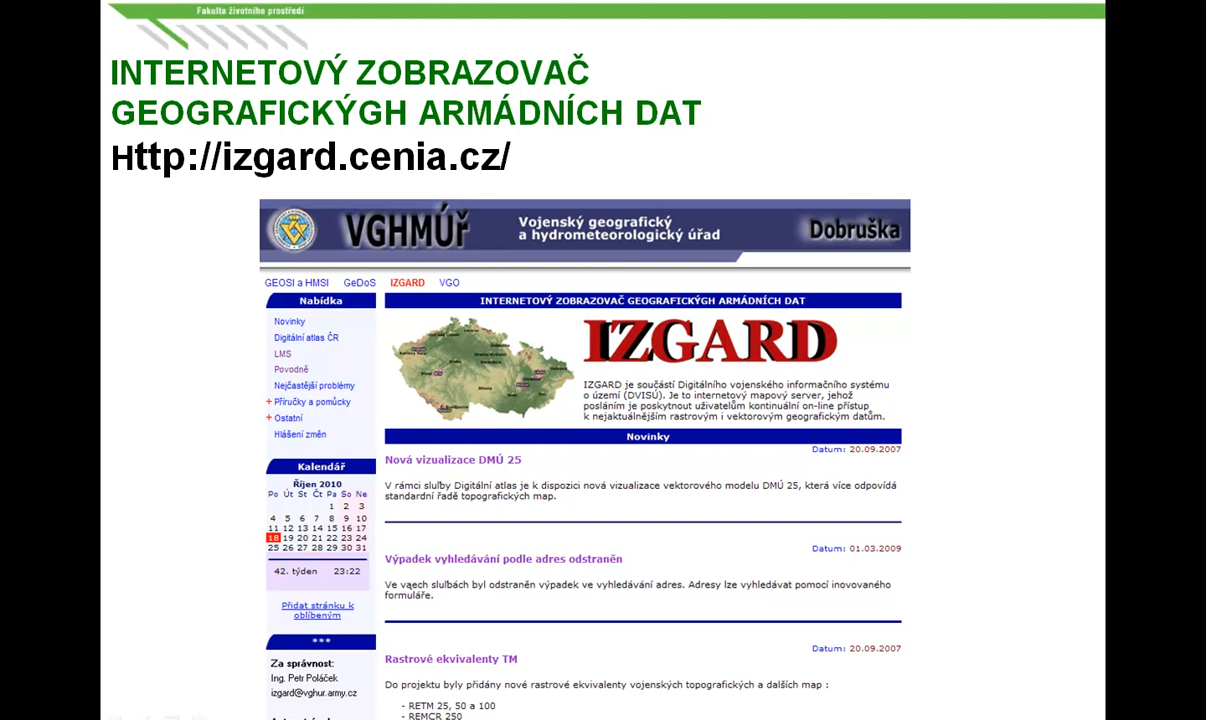 Fakulta životního prostředí
INTERNETOVÝ ZOBRAZOVAČ
GEOGRAFICKÝGH ARMÁDNÍCH DAT
Http://izgard.cenia.cz/
VGHMÚř
Vojenský geografický
a hydrometeorologický úřad
Dobruška
GEOSI a HMSI GeDoS IZGARD VGO
Nabídka
Novinky
Digitální atlas ČR
LMS
Povodně
Nejčastější problémy
+ Příručky a pomůcky
+ Ostatní
Hlášení změn
Kalendář
Říjen 2010
Po Út St Čt Pa So Ne
1 2 3
4 5 6 7 8 9 10
11 12 13 14 15 16 17
18 19 20 21 22 23 24
25 26 27 28 29 30 31
42. týden 23:22
Přidat stránku k
oblíbeným
***
Za správnost:
Ing. Petr Poláček
izgard@vghur.army.cz
INTERNETOVÝ ZOBRAZOVAČ GEOGRAFICKÝGH ARMÁDNÍCH DAT
IZGARD
IZGARD je součástí Digitálního vojenského informačního systému
o území (DVISÚ). Je to internetový mapový server, jehož
posláním je poskytnout uživatelům kontinuální on-line přístup
k nejaktuálnějším rastrovým i vektorovým geografickým datům.
Novinky
Datum: 20.09.2007
Nová vizualizace DMÚ 25
V rámci sluľby Digitální atlas je k dispozici nová vizualizace vektorového modelu DMÚ 25, která více odpovídá
standardní řadě topografických map.
Datum: 01.03.2009
Výpadek vyhledávání podle adres odstraněn
Ve vąech sluľbách byl odstraněn výpadek ve vyhledávání adres. Adresy lze vyhledávat pomocí inovovaného
formuláře.
Datum: 20.09.2007
Rastrové ekvivalenty TM
Do projektu byly přidány nové rastrové ekvivalenty vojenských topografických a dalších map :
- RETM 25, 50 a 100
- REMCR 250